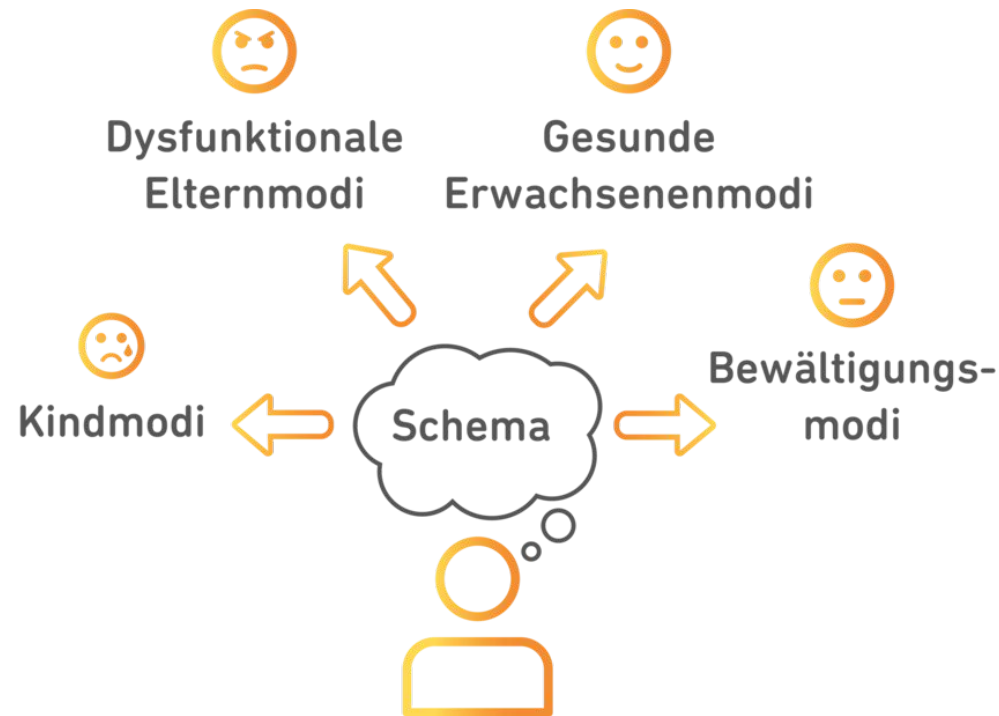 Dysfunktionale
Elternmodi
Gesunde
Erwachsenenmodi
Kindmodi
Schema
Bewältigungs-
modi